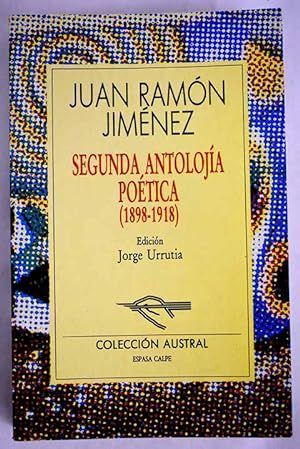 JUAN RAMÓN
JIMÉNEZ
SEGUNDA ANTOLOJÍA
POÉTICA
(1898-1918)
Edición
Jorge Urrutia
COLECCIÓN AUSTRAL
ESPASA CALPE